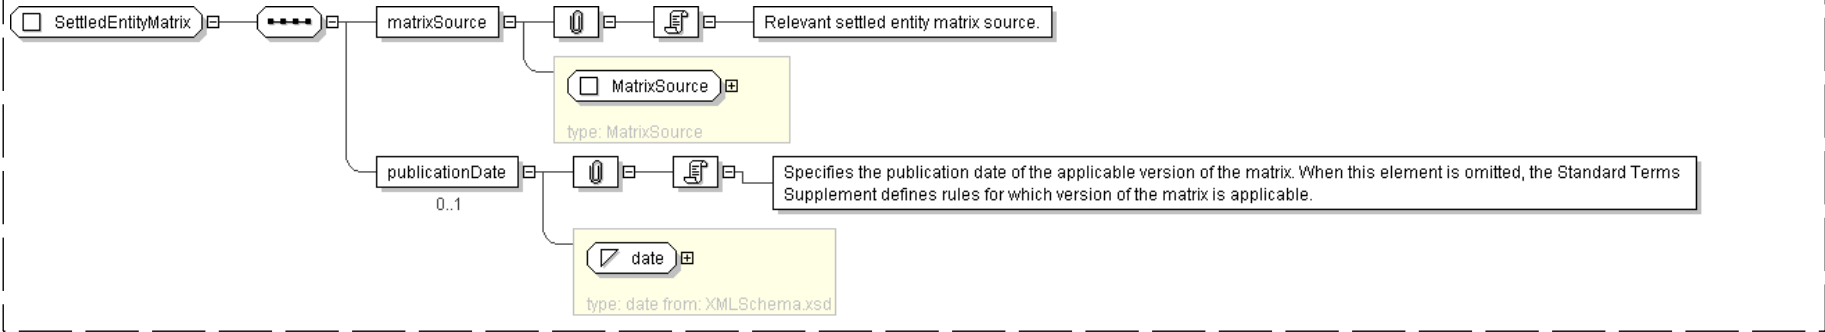 SettledEntityMatrix
matrixSource
Relevant settled entity matrix source.
MatrixSource
type: MatrixSource
publicationDate
0..1
Specifies the publication date of the applicable version of the matrix. When this element is omitted, the Standard Terms
Supplement defines rules for which version of the matrix is applicable.
date
type: date from: XMLSchema.xsd